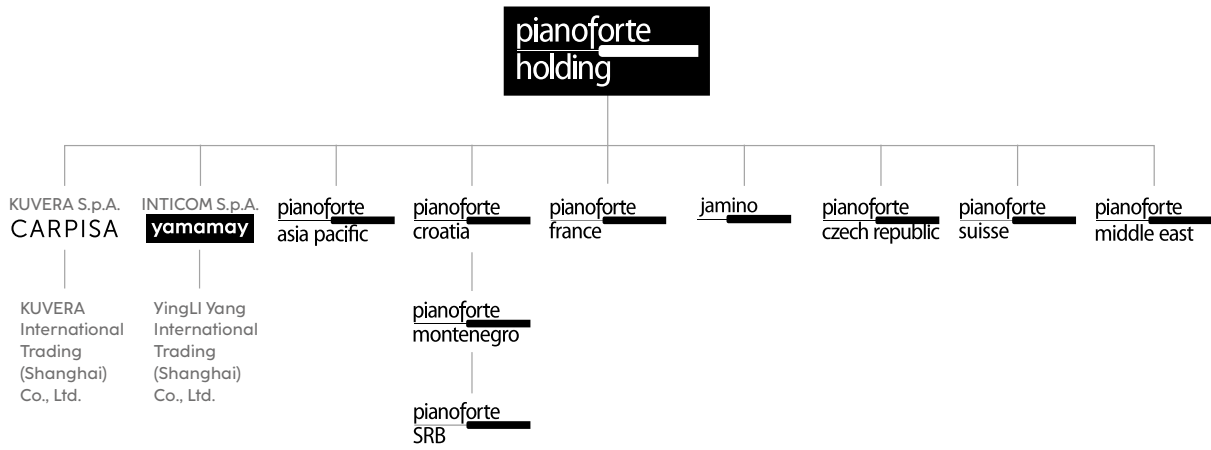 pianoforte
holding
KUVERA S.p.A.
CARPISA
INTICOM S.p.A.
yamamay
pianoforte
asia pacific
pianoforte
croatia
pianoforte
france
jamino
pianoforte
czech republic
pianoforte
suisse
pianoforte
middle east
KUVERA
International
Trading
(Shanghai)
Co., Ltd.
YingLI Yang
International
Trading
(Shanghai)
Co., Ltd.
pianoforte
montenegro
pianoforte
SRB